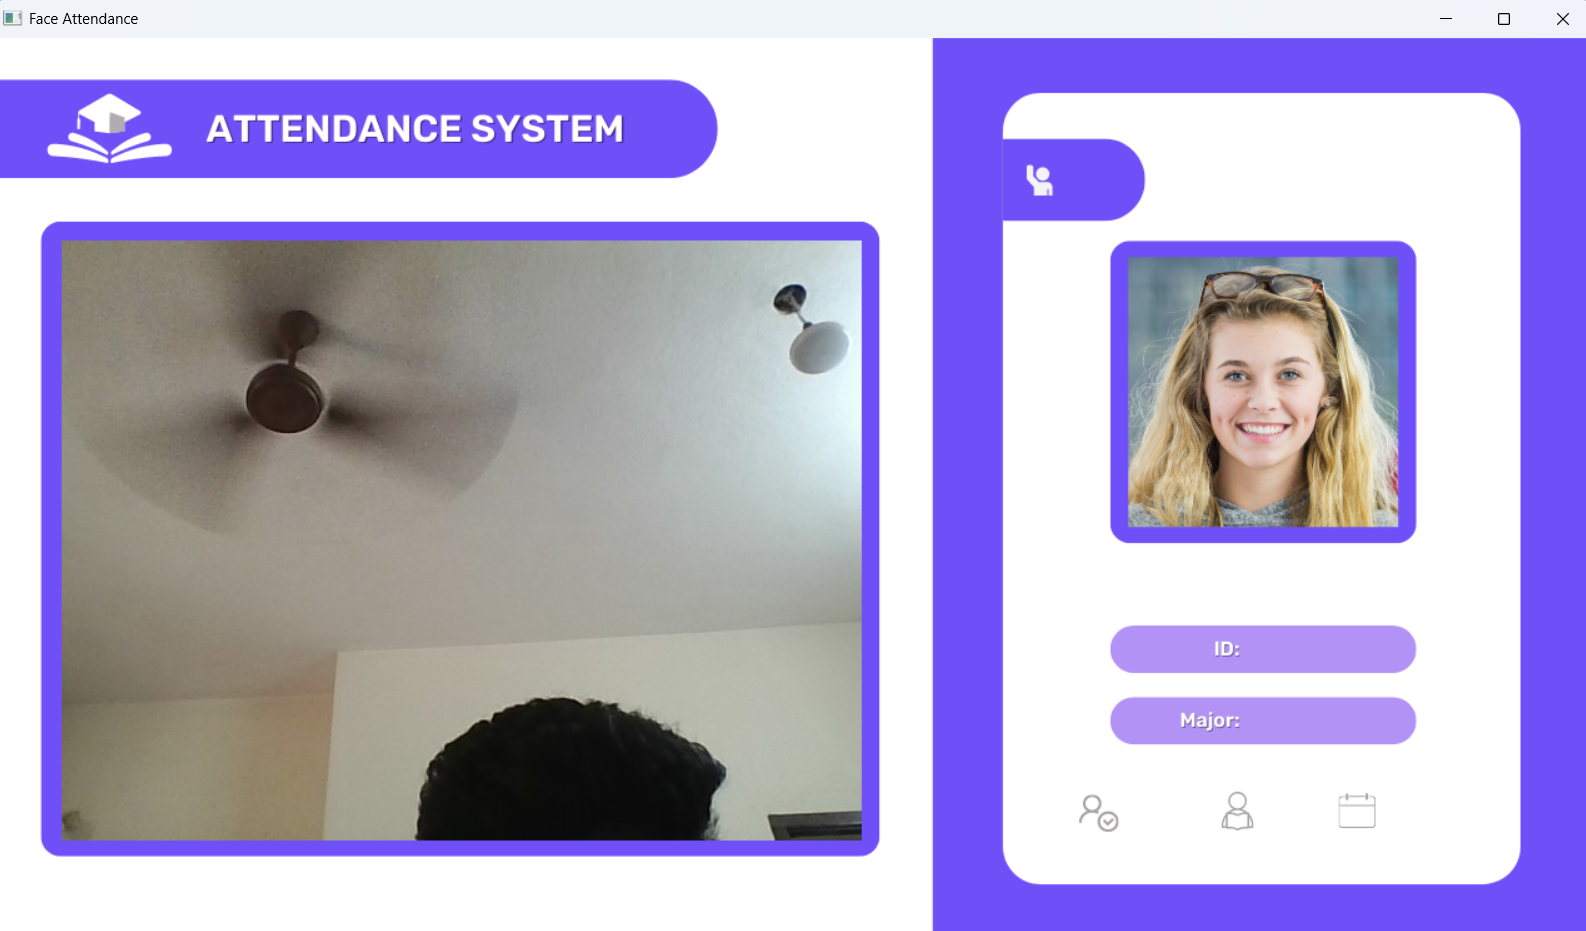 Face Attendance
ATTENDANCE SYSTEM
ID:
Major: